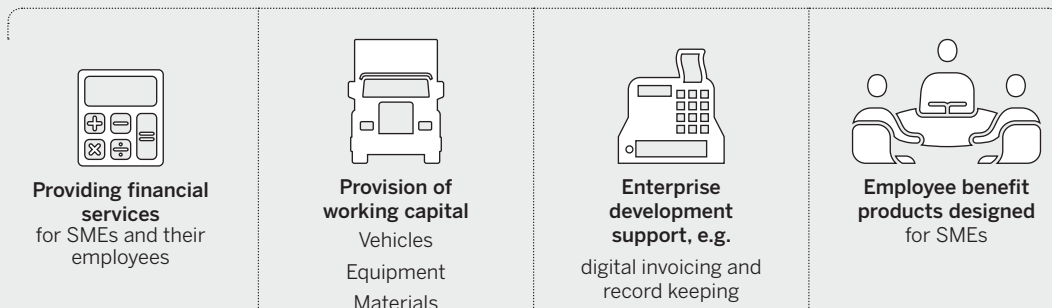 Providing financial
services
for SMEs and their
employees
Provision of
working capital
Vehicles
Equipment
Materials
Enterprise
development
support, e.g.
digital invoicing and
record keeping
Employee benefit
products designed
for SMEs